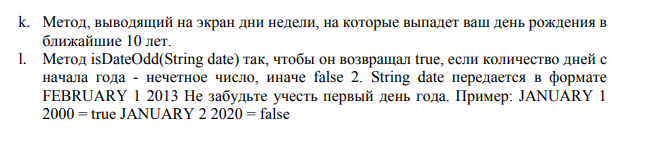 k. Метод, выводящий на экран дни недели, на которые выпадет ваш день рождения в
ближайшие 10 лет.
l. Метод isDateOdd(String date) так, чтобы он возвращал true, если количество дней с
начала года - нечетное число, иначе false 2. String date передается в формате
FEBRUARY 1 2013 Не забудьте учесть первый день года. Пример: JANUARY 1
2000 = true JANUARY 2 2020 = false